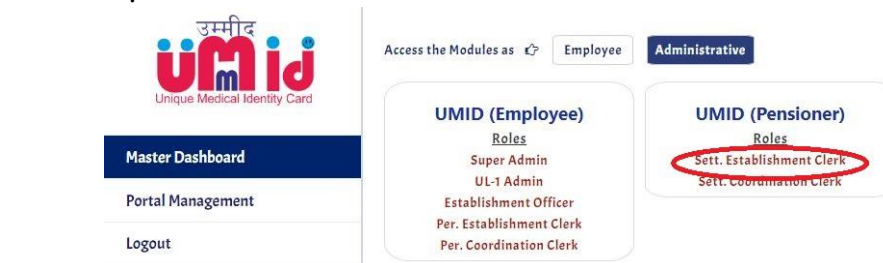 उम्मीद
UMmid
Unique Medical Identity Card
Master Dashboard
Portal Management
Logout
Access the Modules as Employee Administrative
UMID (Employee)
Roles
Super Admin
UL-1 Admin
Establishment Officer
Per. Establishment Clerk
Per. Coordination Clerk
UMID (Pensioner)
Roles
Sett. Establishment Clerk
Sett. Coordination Clerk